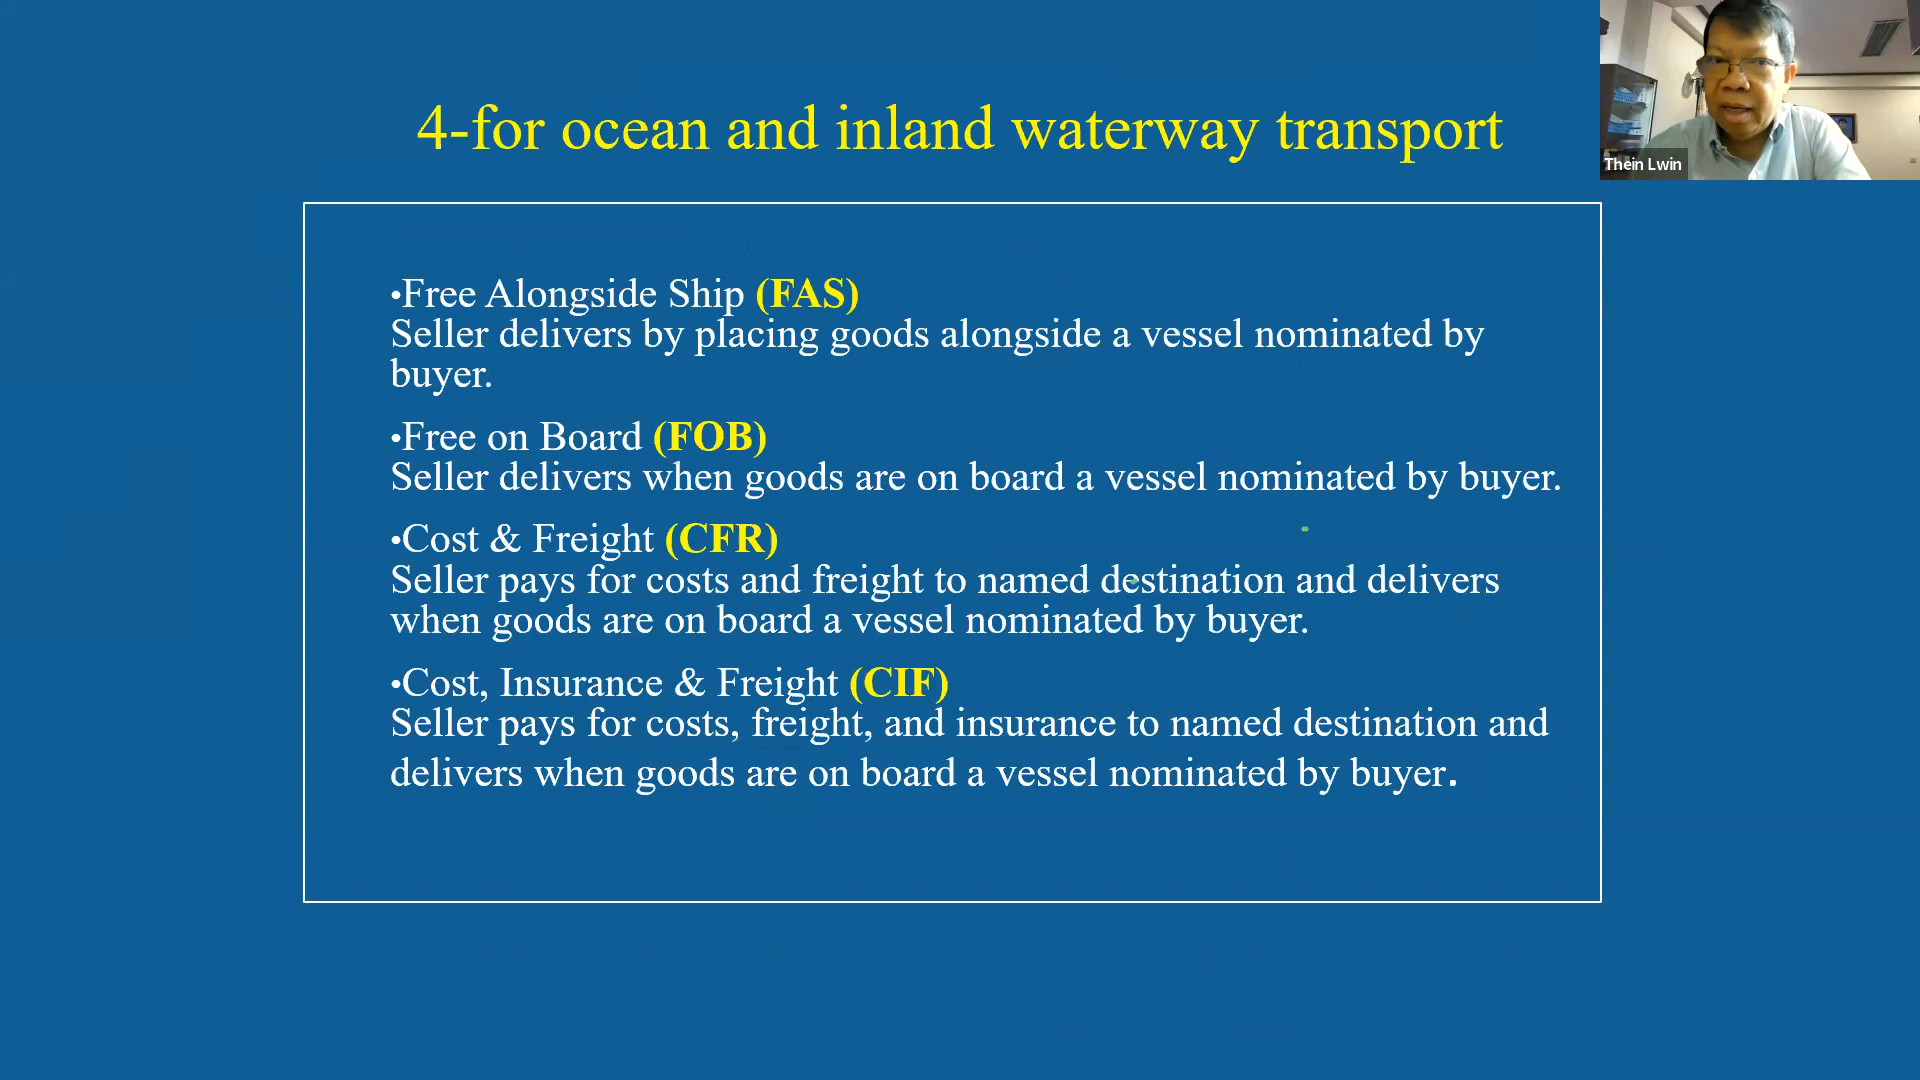 4-for ocean and inland waterway transport
Thein Lwin
•Free Alongside Ship (FAS)
Seller delivers by placing goods alongside a vessel nominated by
buyer.
•Free on Board (FOB)
Seller delivers when goods are on board a vessel nominated by buyer.
•Cost & Freight (CFR)
Seller pays for costs and freight to named destination and delivers
when goods are on board a vessel nominated by buyer.
•Cost, Insurance & Freight (CIF)
Seller pays for costs, freight, and insurance to named destination and
delivers when goods are on board a vessel nominated by buyer.